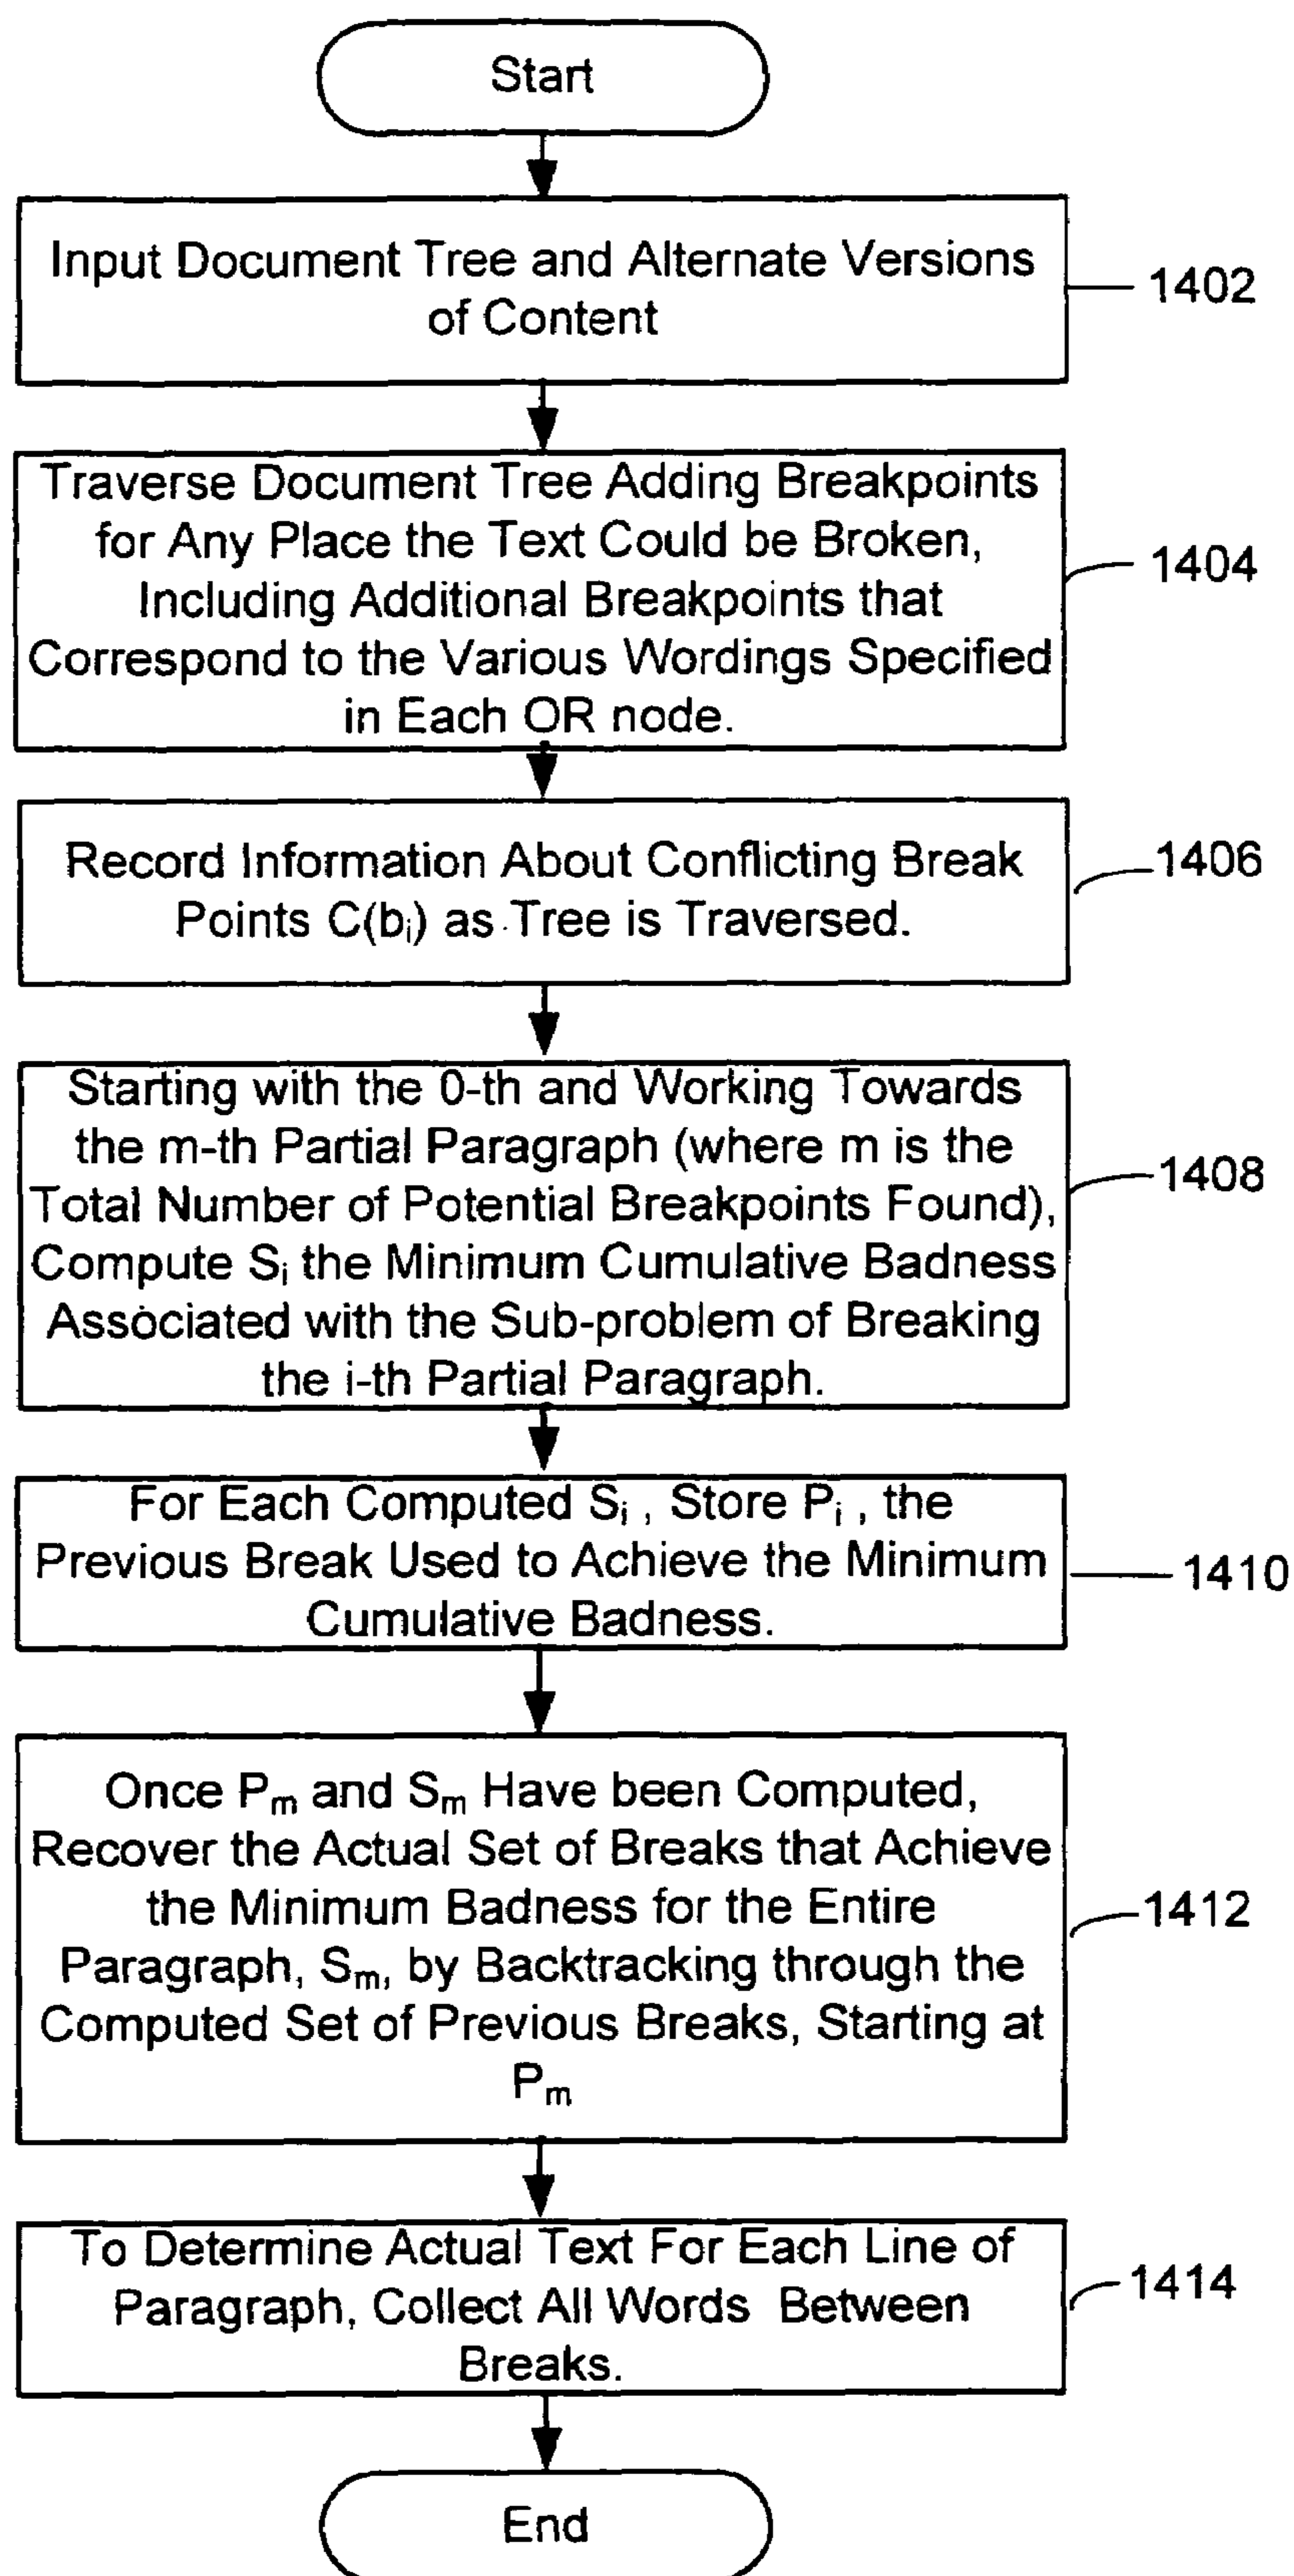 Start
Input Document Tree and Alternate Versions
of Content
1402
Traverse Document Tree Adding Breakpoints
for Any Place the Text Could be Broken,
Including Additional Breakpoints that
Correspond to the Various Wordings Specified
in Each OR node.
1404
Record Information About Conflicting Break
Points C(bᵢ) as Tree is Traversed.
1406
Starting with the 0-th and Working Towards
the m-th Partial Paragraph (where m is the
Total Number of Potential Breakpoints Found),
Compute Sᵢ the Minimum Cumulative Badness
Associated with the Sub-problem of Breaking
the i-th Partial Paragraph.
1408
For Each Computed Sᵢ , Store Pᵢ , the
Previous Break Used to Achieve the Minimum
Cumulative Badness.
1410
Once Pₘ and Sₘ Have been Computed,
Recover the Actual Set of Breaks that Achieve
the Minimum Badness for the Entire
Paragraph, Sₘ, by Backtracking through the
Computed Set of Previous Breaks, Starting at
Pₘ
1412
To Determine Actual Text For Each Line of
Paragraph, Collect All Words Between
Breaks.
1414
End